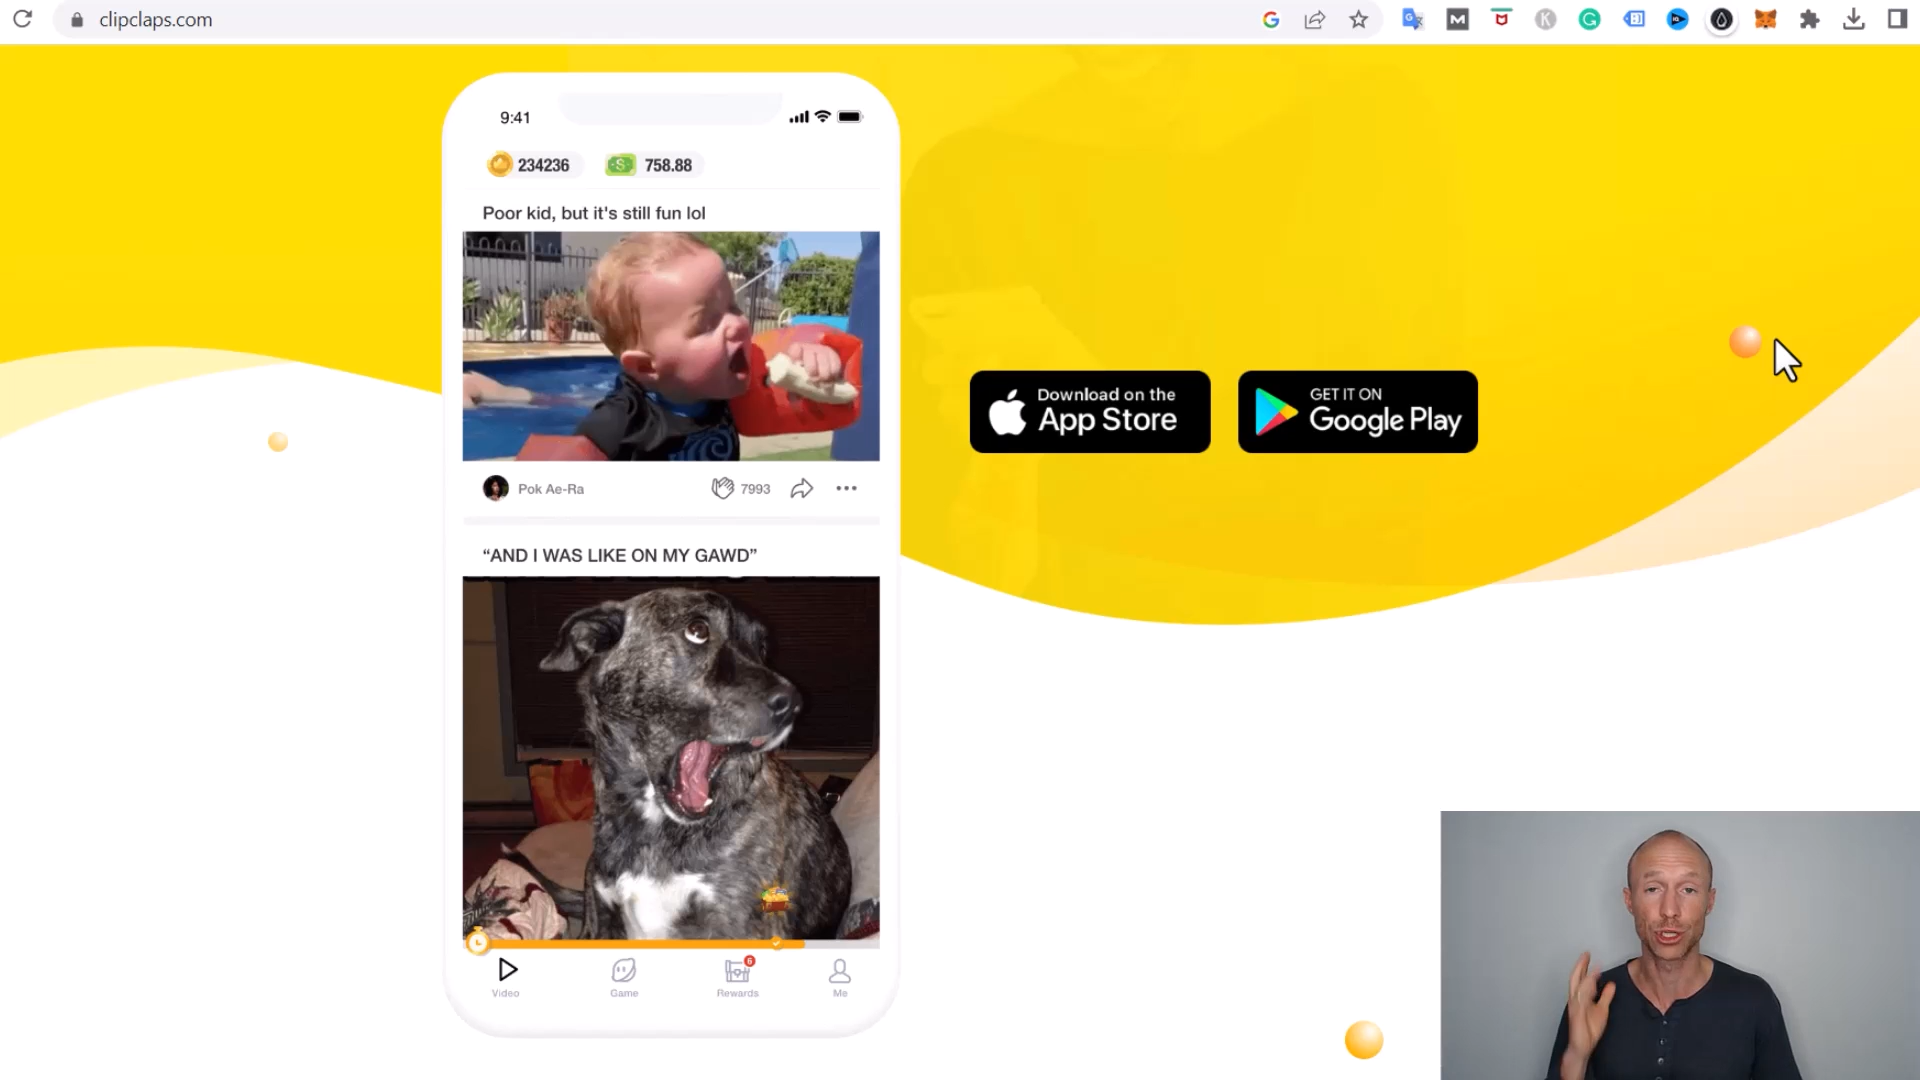 clipclaps.com
9:41
234236
758.88
Poor kid, but it's still fun lol
Pok Ae-Ra
7993
“AND I WAS LIKE ON MY GAWD”
Video
Game
6
Rewards
Me
Download on the
App Store
GET IT ON
Google Play